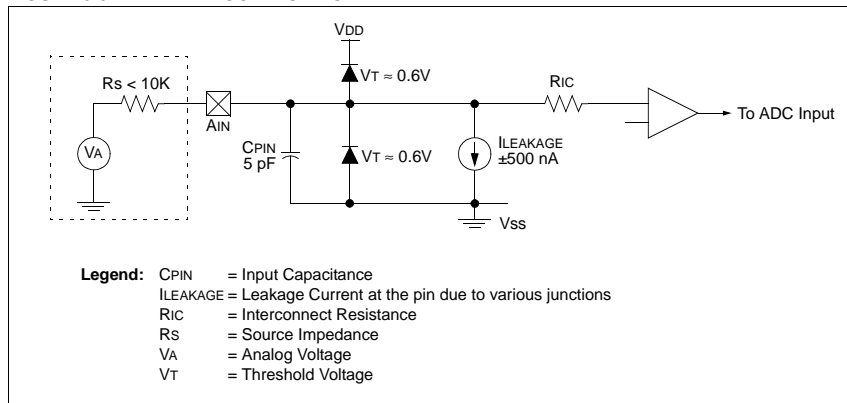 VDD
Rs < 10K
VT ≈ 0.6V
RIC
AIN
To ADC Input
VA
CPIN
5 pF
VT ≈ 0.6V
ILEAKAGE
±500 nA
Vss
Legend: CPIN = Input Capacitance
ILEAKAGE = Leakage Current at the pin due to various junctions
RIC = Interconnect Resistance
RS = Source Impedance
VA = Analog Voltage
VT = Threshold Voltage